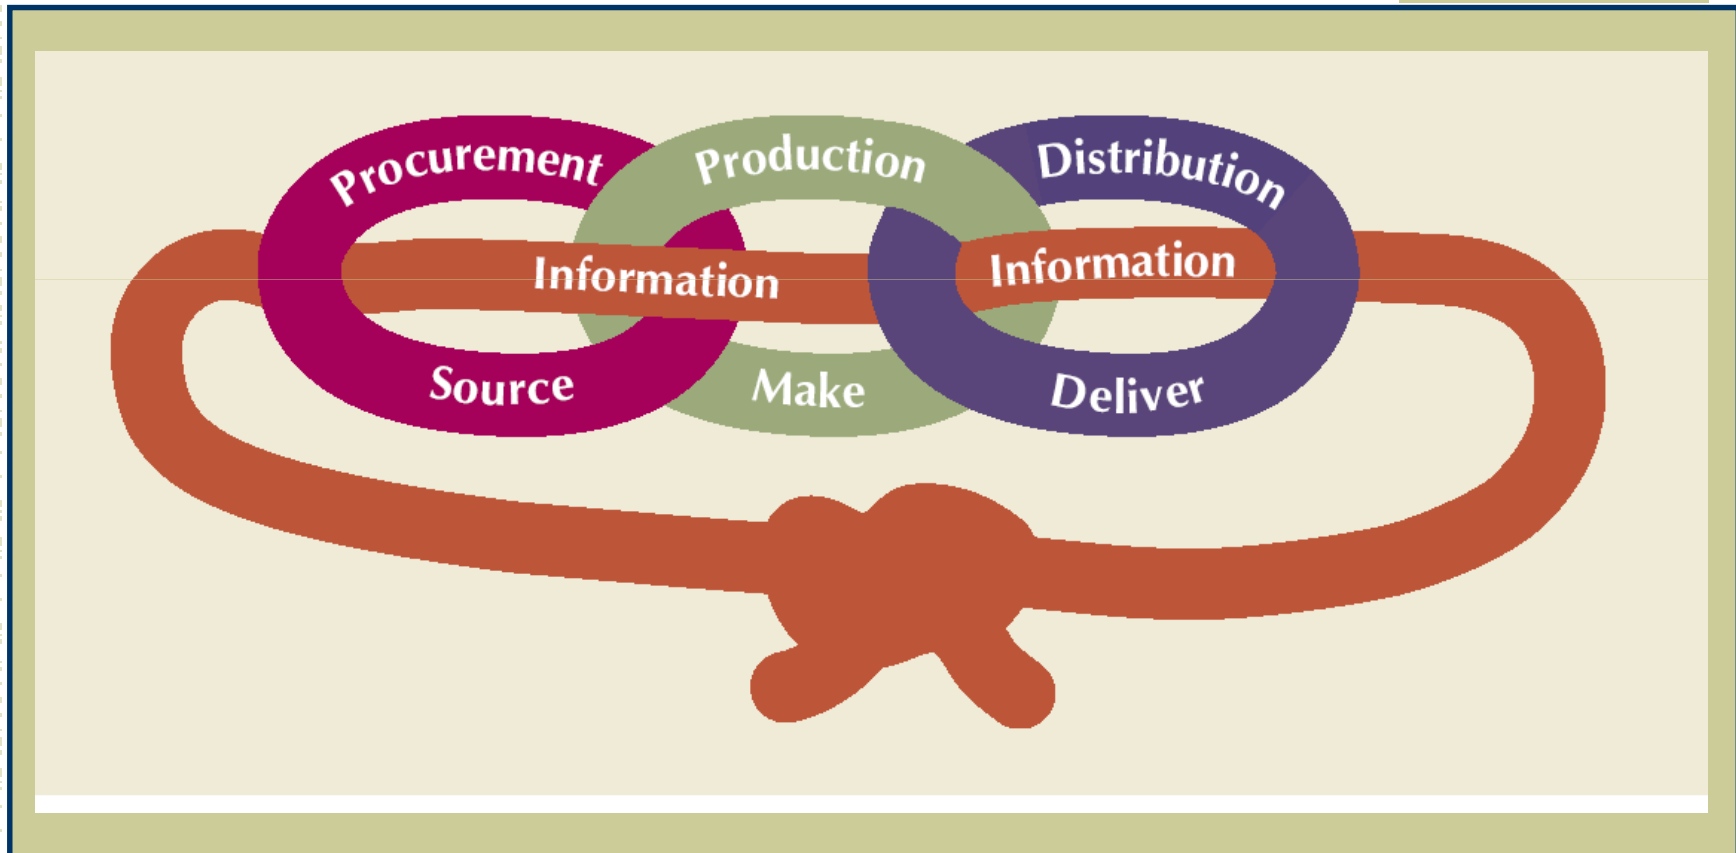 Procurement
Production
Distribution
Information
Information
Source
Make
Deliver